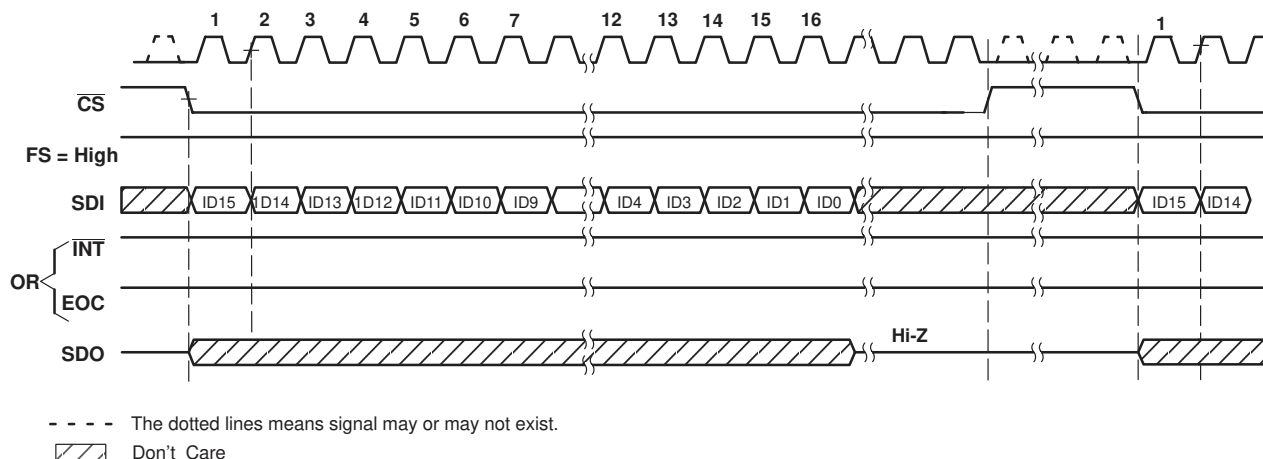 1 2 3 4 5 6 7 12 13 14 15 16 1
CS
FS = High
SDI ID15 1D14 ID13 1D12 ID11 ID10 ID9 ID4 ID3 ID2 ID1 ID0 ID15 ID14
INT
OR
EOC
SDO Hi-Z
The dotted lines means signal may or may not exist.
Don't Care